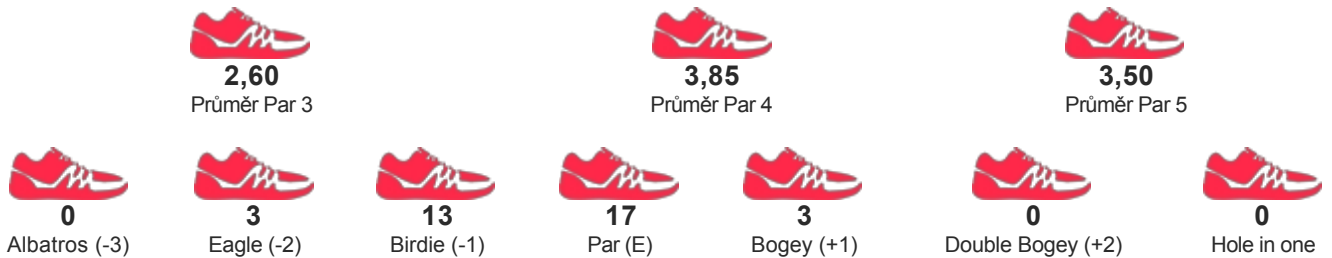 2,60 3,85 3,50
Průměr Par 3 Průměr Par 4 Průměr Par 5
0 3 13 17 3 0 0
Albatros (-3) Eagle (-2) Birdie (-1) Par (E) Bogey (+1) Double Bogey (+2) Hole in one